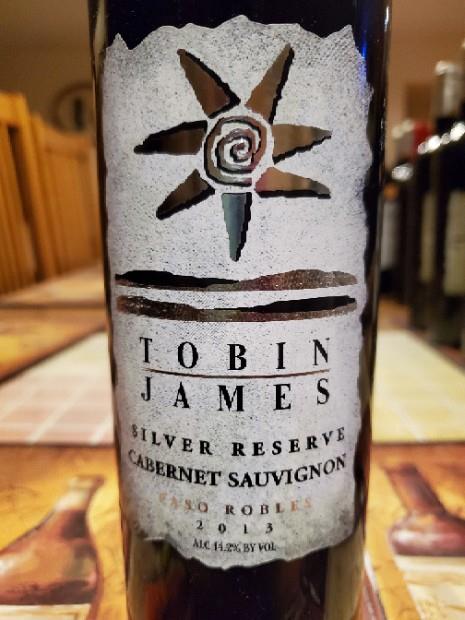 TOBIN
JAMES
SILVER RESERVE
CABERNET SAUVIGNON
PASO ROBLES
2013
ALC 14.2% BY VOL